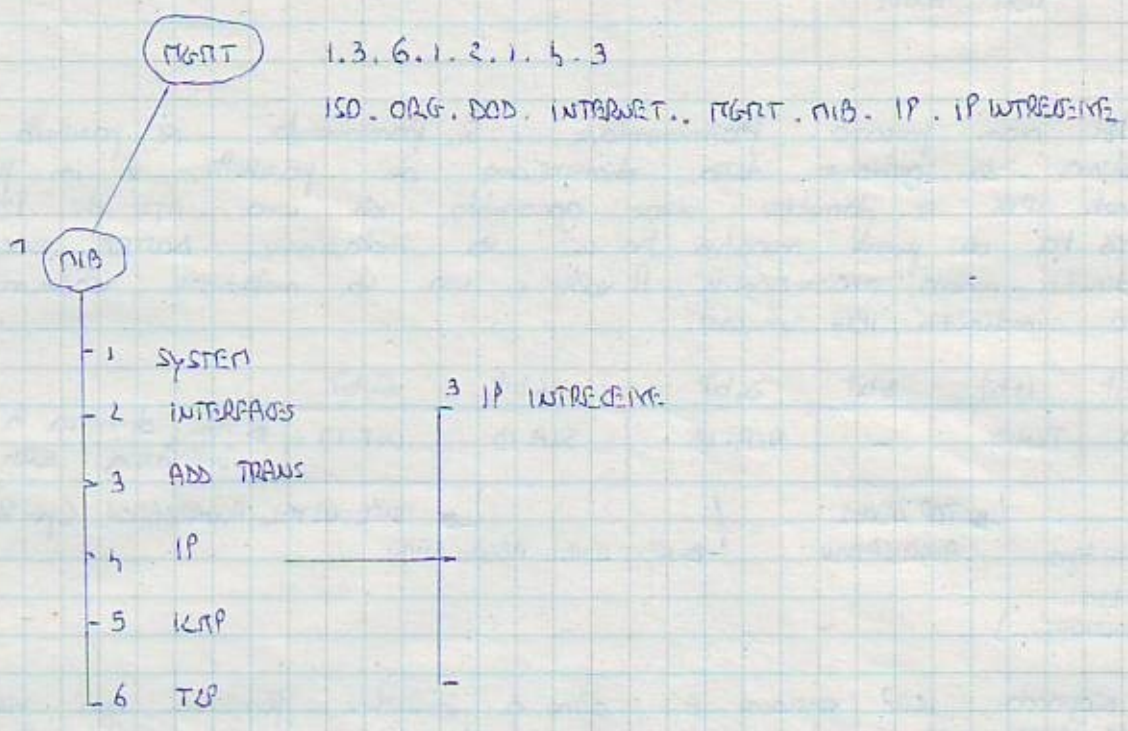 MGMT
1.3.6.1.2.1.4.3
ISO. ORG. DOD. INTERNET.. MGMT. MIB. IP. IP INTRECEIVE
1
MIB
1 SYSTEM
3 IP INTRECEIVE
2 INTERFACES
3 ADD TRANS
4 IP
5 ICMP
6 TCP